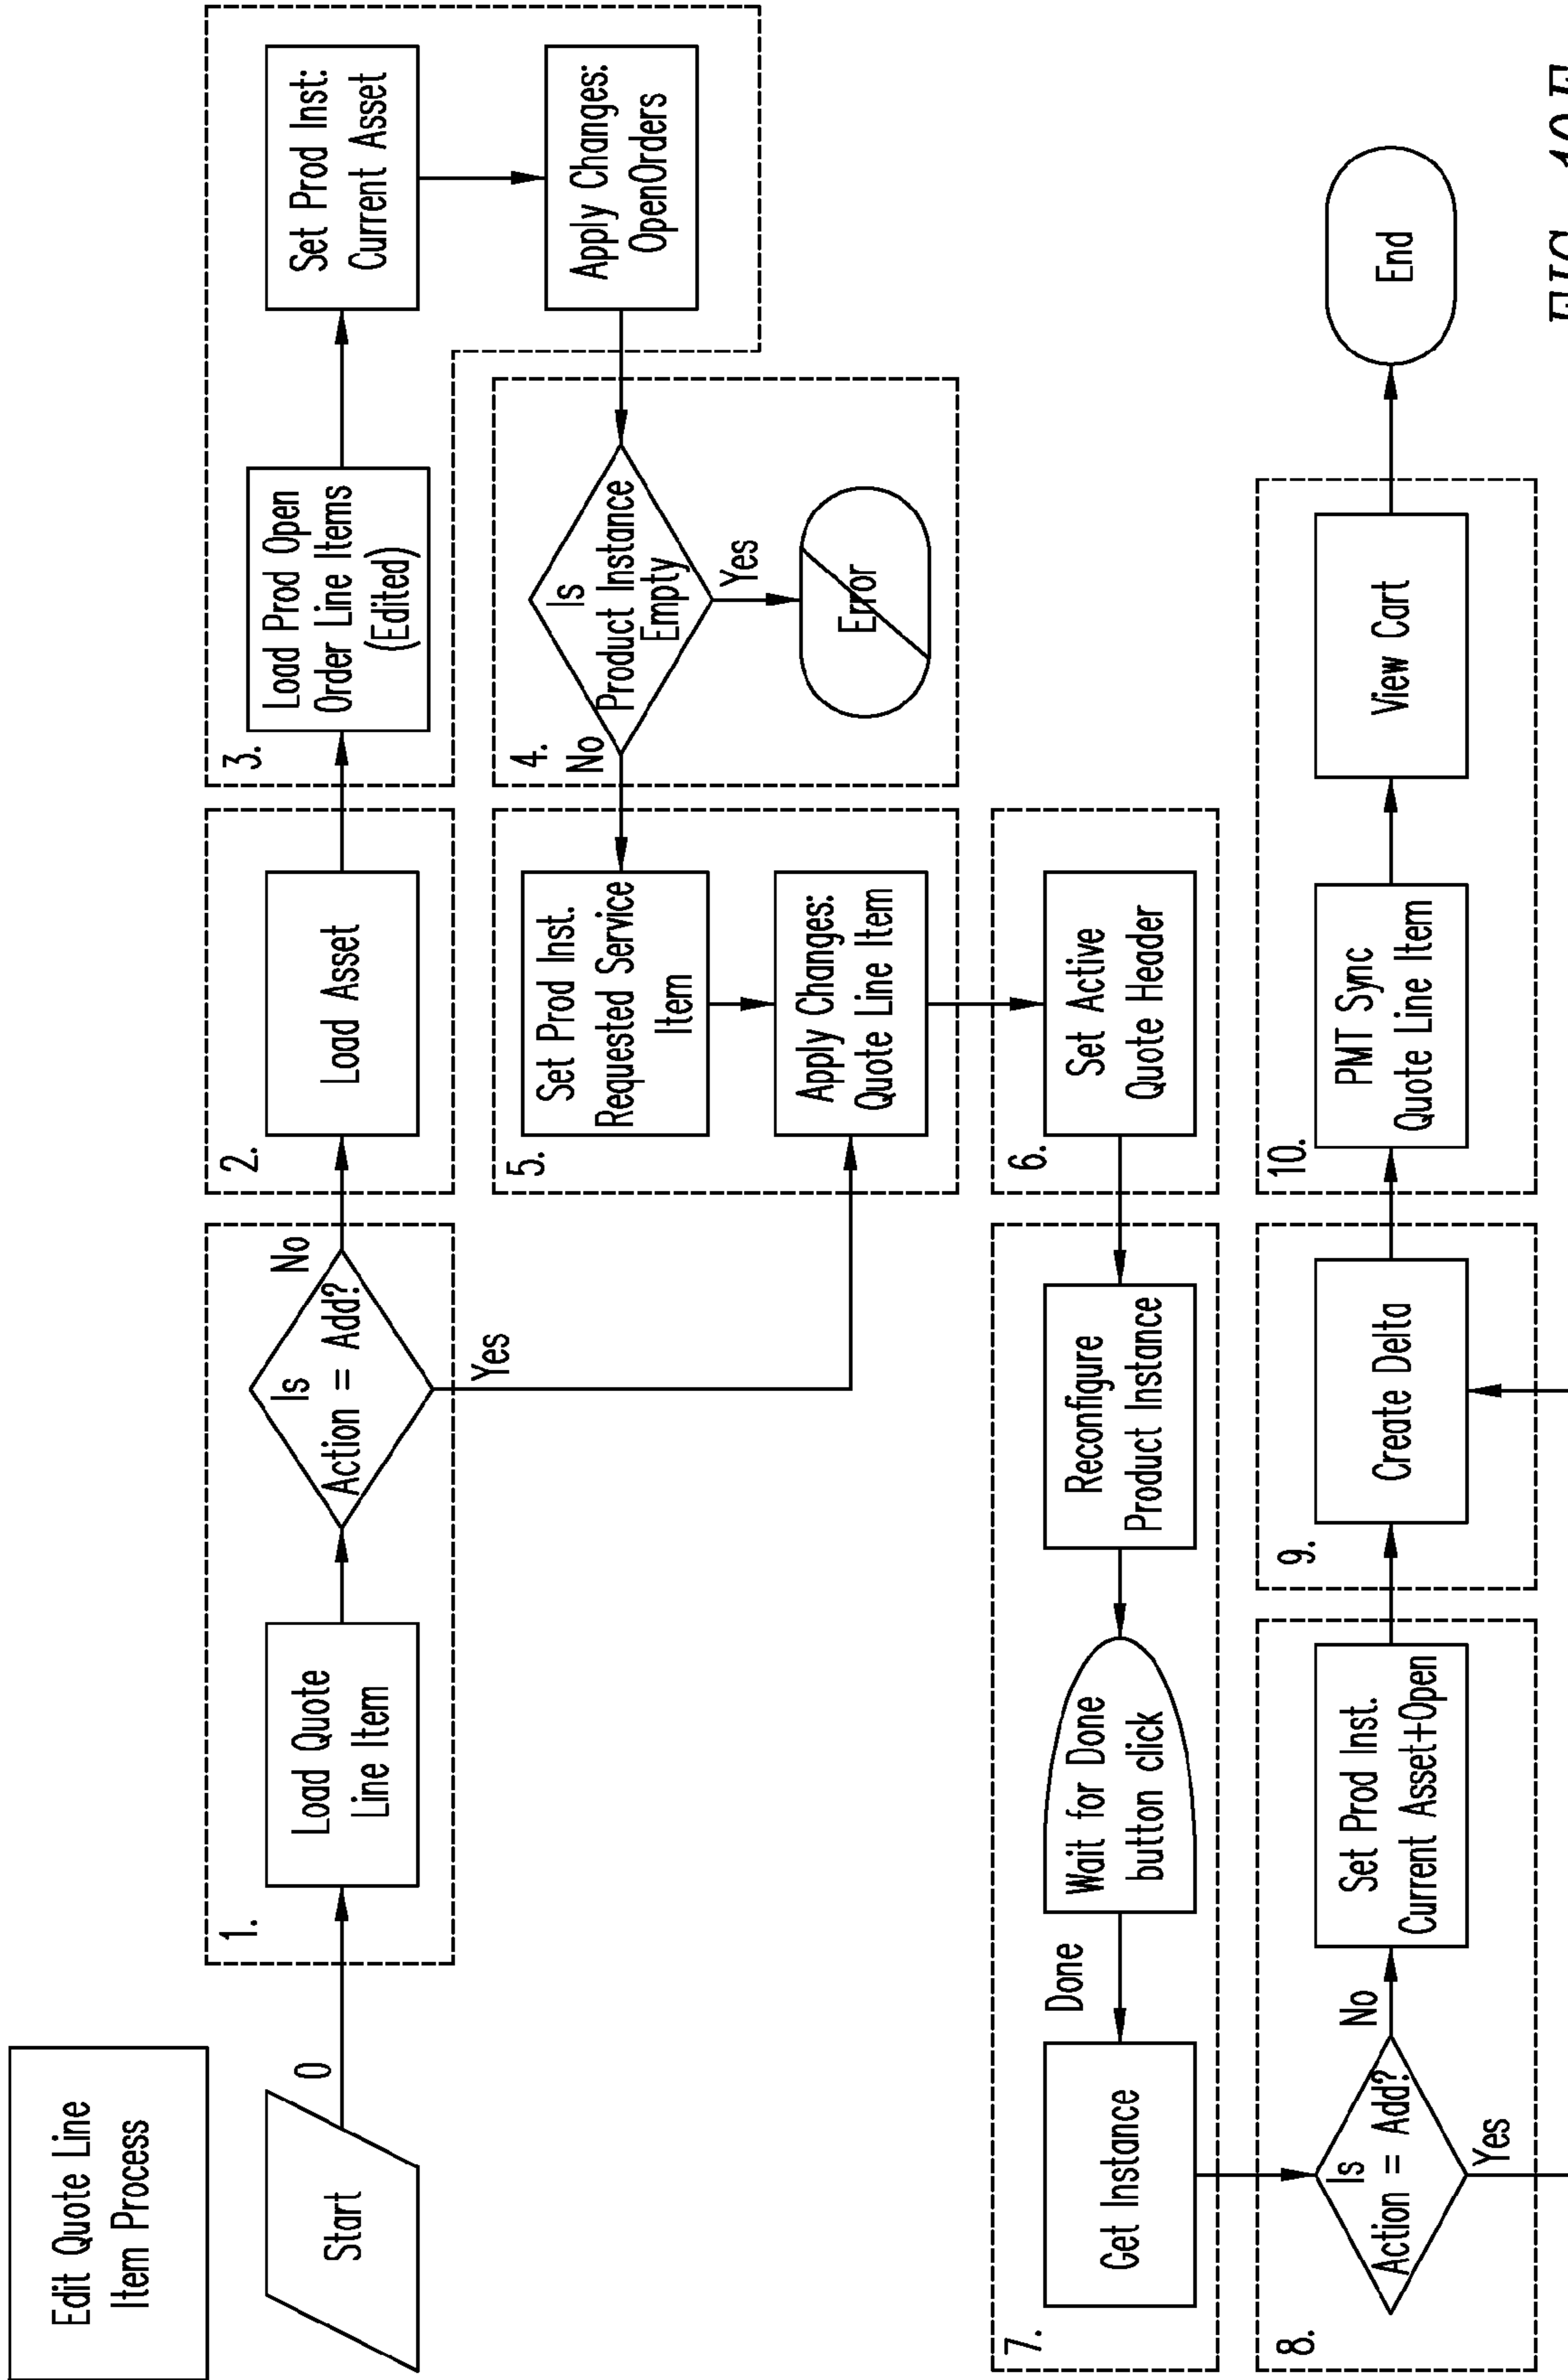 Edit Quote Line
Item Process
Start
0
1.
Load Quote
Line Item
Is
Action = Add?
No
Yes
2.
Load Asset
3.
Load Prod Open
Order Line Items
(Edited)
Set Prod Inst:
Current Asset
Apply Changes:
OpenOrders
4.
Is
Product Instance
Empty
No
Yes
Error
5.
Set Prod Inst.
Requested Service
Item
Apply Changes:
Quote Line Item
6.
Set Active
Quote Header
7.
Reconfigure
Product Instance
Wait for Done
button click
Done
Get Instance
8.
Is
Action = Add?
No
Yes
Set Prod Inst.
Current Asset+Open
9.
Create Delta
10.
PMT Sync
Quote Line Item
View Cart
End